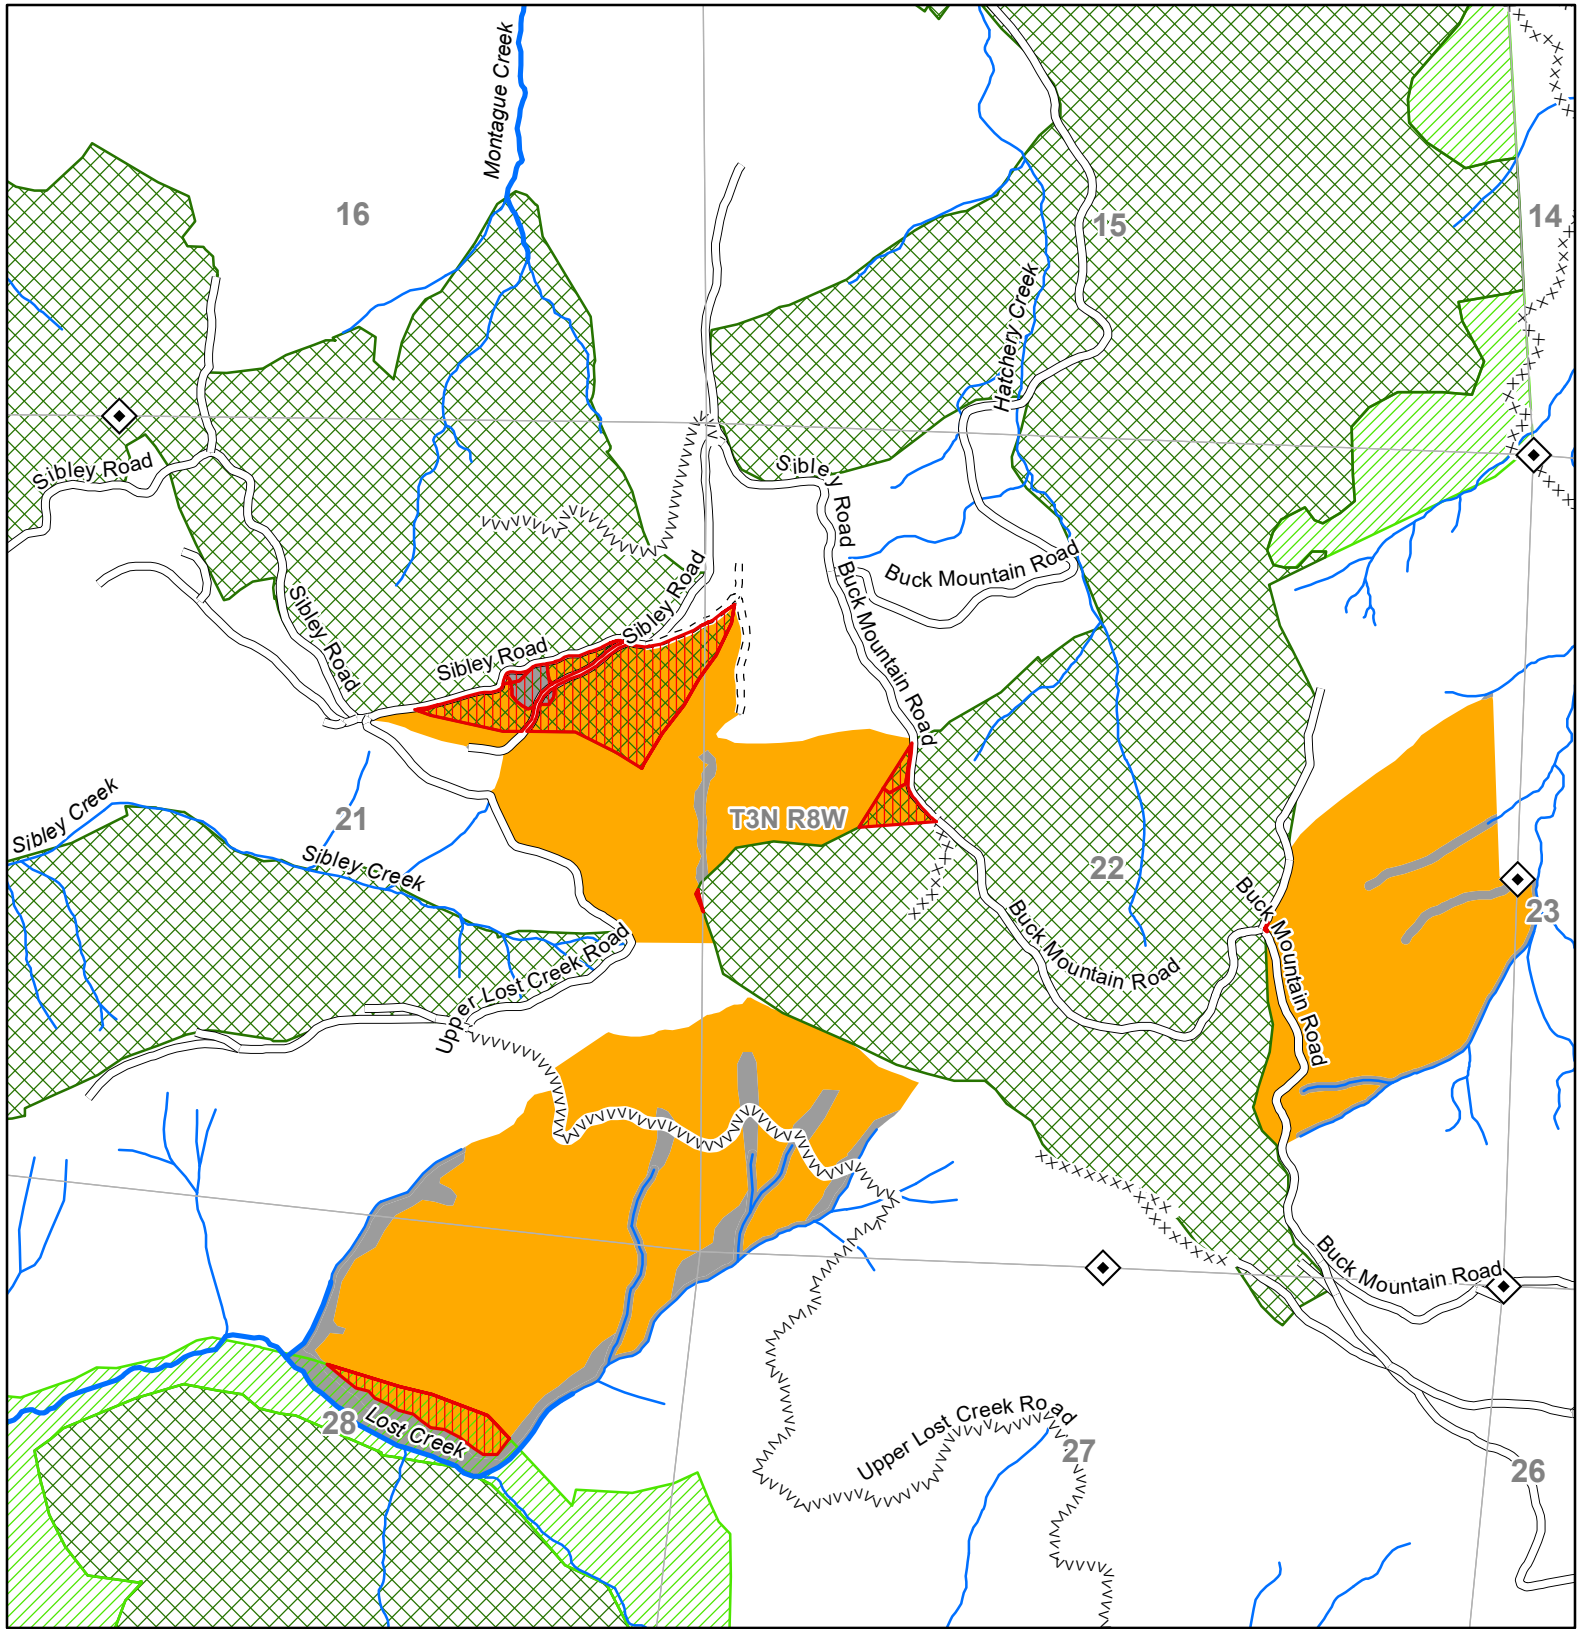 Montague Creek
16
15
14
Hatchery Creek
Sibley Road
Sibley Road
Buck Mountain Road
Sibley Road
Sibley Road
Sibley Road
Buck Mountain Road
Sibley Creek
21
T3N R8W
Sibley Creek
22
Buck Mountain Road
23
Upper Lost Creek Road
Buck Mountain Road
Buck Mountain Road
28
Lost Creek
Upper Lost Creek Road
27
26